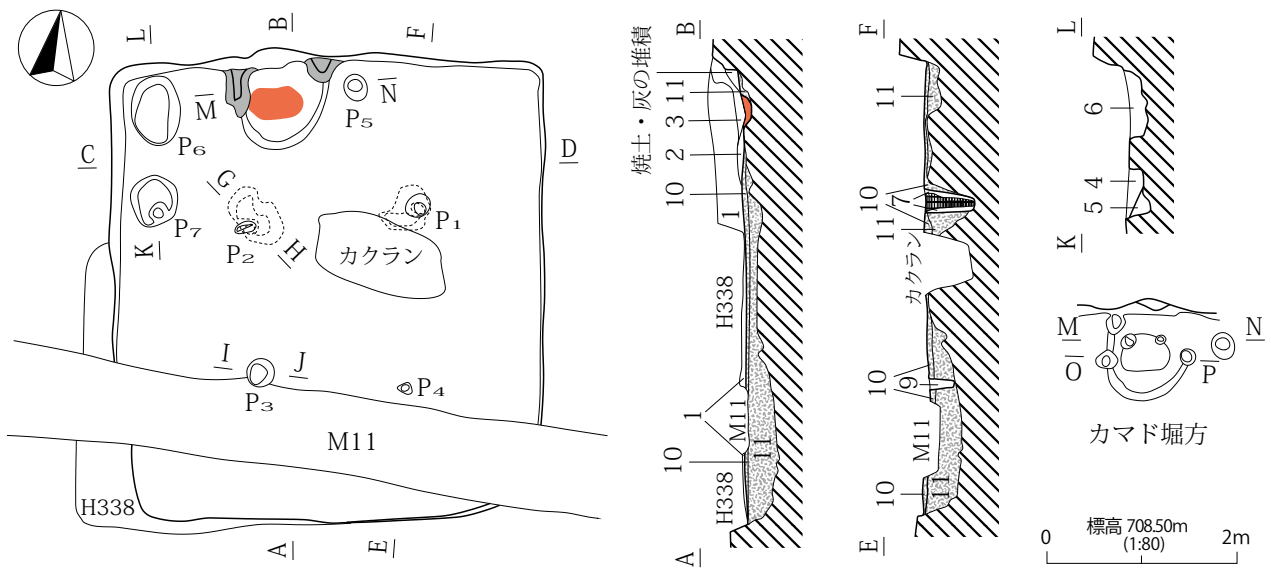 L
B
F
M
N
P₅
P₆
C
D
G
P₇
P₂
H
P₁
カクラン
K
I
J
P₃
P₄
M11
H338
A
E
B
焼土・灰の堆積
11
3
2
10
1
H338
1
M11
11
10
H338
A
F
11
10
7
11
カクラン
10
9
M11
10
11
E
L
6
4
5
K
M
N
O
P
カマド堀方
標高 708.50m
0
(1:80)
2m